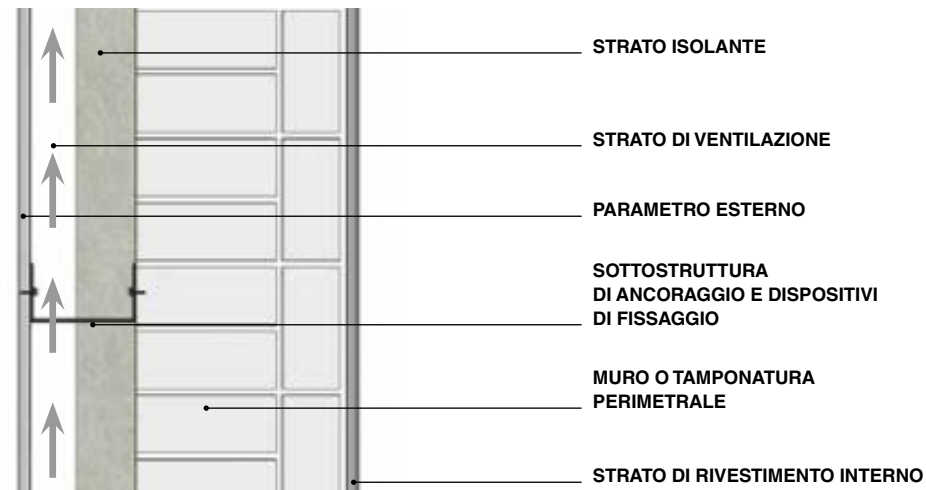 STRATO ISOLANTE
STRATO DI VENTILAZIONE
PARAMETRO ESTERNO
SOTTOSTRUTTURA
DI ANCORAGGIO E DISPOSITIVI
DI FISSAGGIO
MURO O TAMPONATURA
PERIMETRALE
STRATO DI RIVESTIMENTO INTERNO